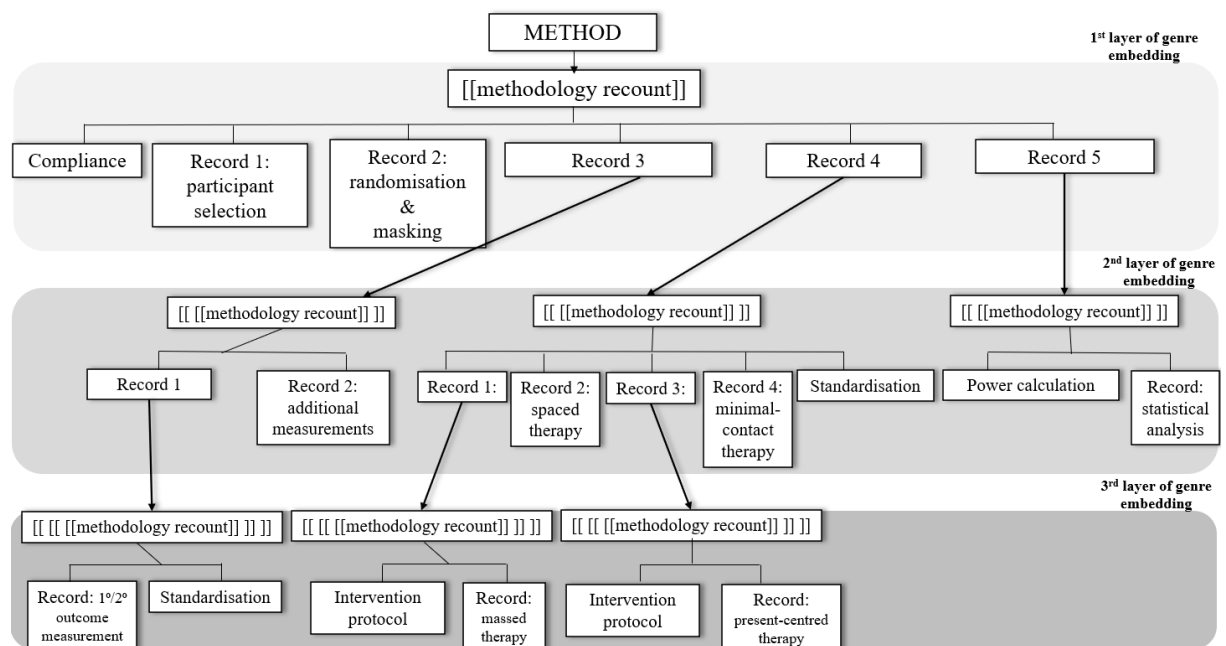 METHOD
1st layer of genre
embedding
[[methodology recount]]
Compliance
Record 1:
participant
selection
Record 2:
randomisation
&
masking
Record 3
Record 4
Record 5
2nd layer of genre
embedding
[[ [[methodology recount]] ]]
[[ [[methodology recount]] ]]
[[ [[methodology recount]] ]]
Record 1
Record 2:
additional
measurements
Record 1:
Record 2:
spaced
therapy
Record 3:
Record 4:
minimal-
contact
therapy
Standardisation
Power calculation
Record:
statistical
analysis
3rd layer of genre
embedding
[[ [[ [[methodology recount]] ]] ]]
[[ [[ [[methodology recount]] ]] ]]
[[ [[ [[methodology recount]] ]] ]]
Record: 1º/2º
outcome
measurement
Standardisation
Intervention
protocol
Record:
massed
therapy
Intervention
protocol
Record:
present-centred
therapy